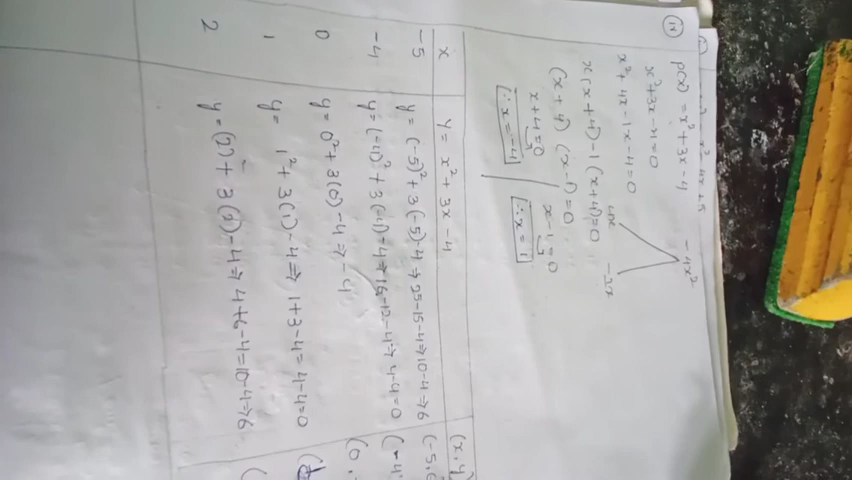 (iv)
p(x) = x² + 3x - 4
- 4x²
x² + 3x - 4 = 0
4x
x² + 4x - 1x - 4 = 0
x(x + 4) - 1(x + 4) = 0
(x + 4) (x - 1) = 0
x + 4 = 0
x - 1 = 0
∴ x = -4
∴ x = 1
x y = x² + 3x - 4 (x, y)
-5 y = (-5)² + 3(-5) - 4 ⇒ 25 - 15 - 4 ⇒ 10 - 4 ⇒ 6 (-5,
-4 y = (-4)² + 3(-4) - 4 ⇒ 16 - 12 - 4 ⇒ 4 - 4 = 0 (-4
0 y = 0² + 3(0) - 4 ⇒ -4 (0,
1 y = 1² + 3(1) - 4 ⇒ 1 + 3 - 4 = 4 - 4 = 0
2 y = (2)² + 3(2) - 4 ⇒ 4 + 6 - 4 = 10 - 4 ⇒ 6 (